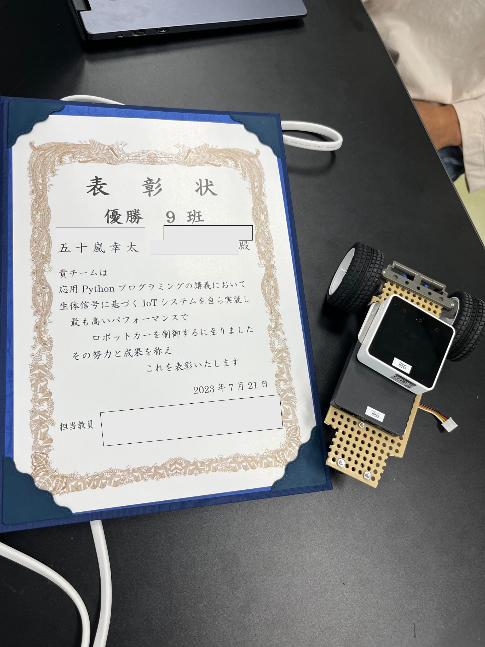 表彰状
優勝 9班
五十嵐幸太 殿
貴チームは
応用Pythonプログラミングの講義において
生体信号に基づくIoTシステムを自ら実装し
最も高いパフォーマンスで
ロボットカーを制御するに至りました
その努力と成果を称え
これを表彰いたします
2023年7月21日
担当教員